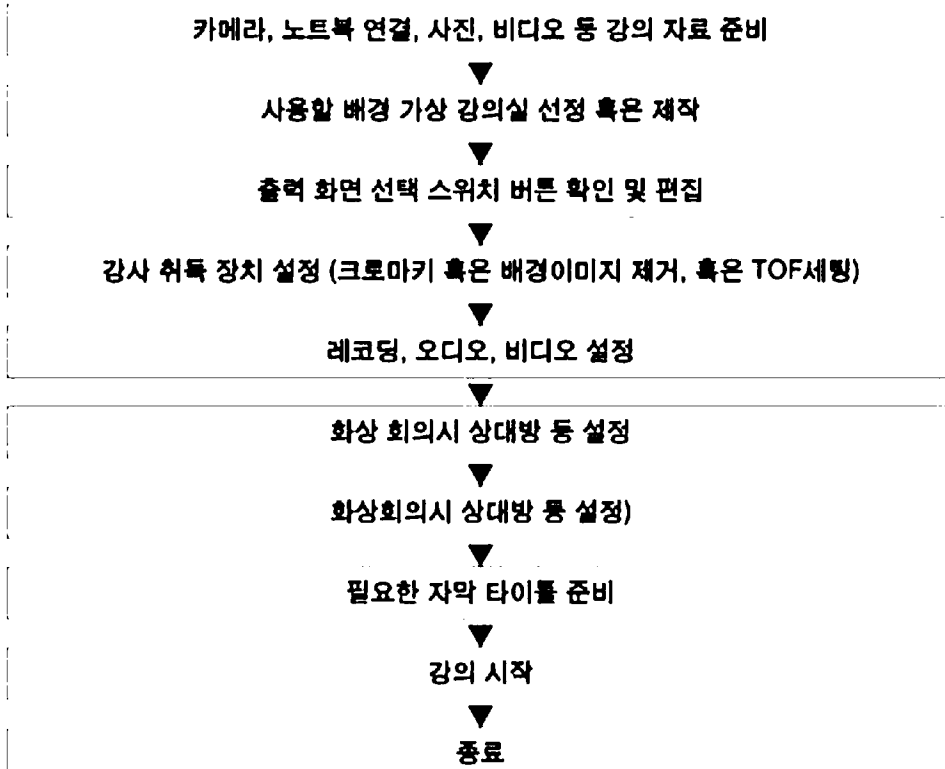 카메라, 노트북 연결, 사진, 비디오 등 강의 자료 준비
사용할 배경 가상 강의실 선정 혹은 제작
출력 화면 선택 스위치 버튼 확인 및 편집
강사 취득 장치 설정 (크로마키 혹은 배경이미지 제거, 혹은 TOF세팅)
레코딩, 오디오, 비디오 설정
화상 회의시 상대방 등 설정
화상회의시 상대방 등 설정)
필요한 자막 타이틀 준비
강의 시작
종료